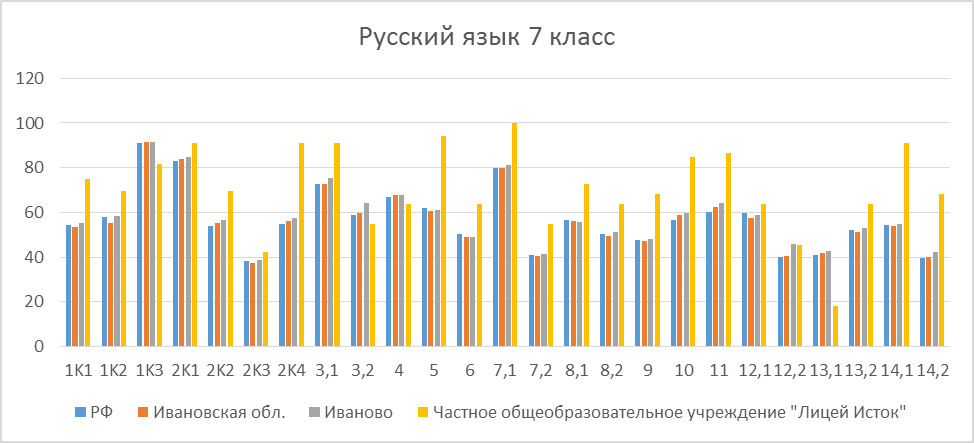 Русский язык 7 класс
120
100
80
60
40
20
0
1К1 1К2 1К3 2К1 2К2 2К3 2К4 3,1 3,2 4 5 6 7,1 7,2 8,1 8,2 9 10 11 12,1 12,2 13,1 13,2 14,1 14,2
РФ Ивановская обл. Иваново Частное общеобразовательное учреждение "Лицей Исток"